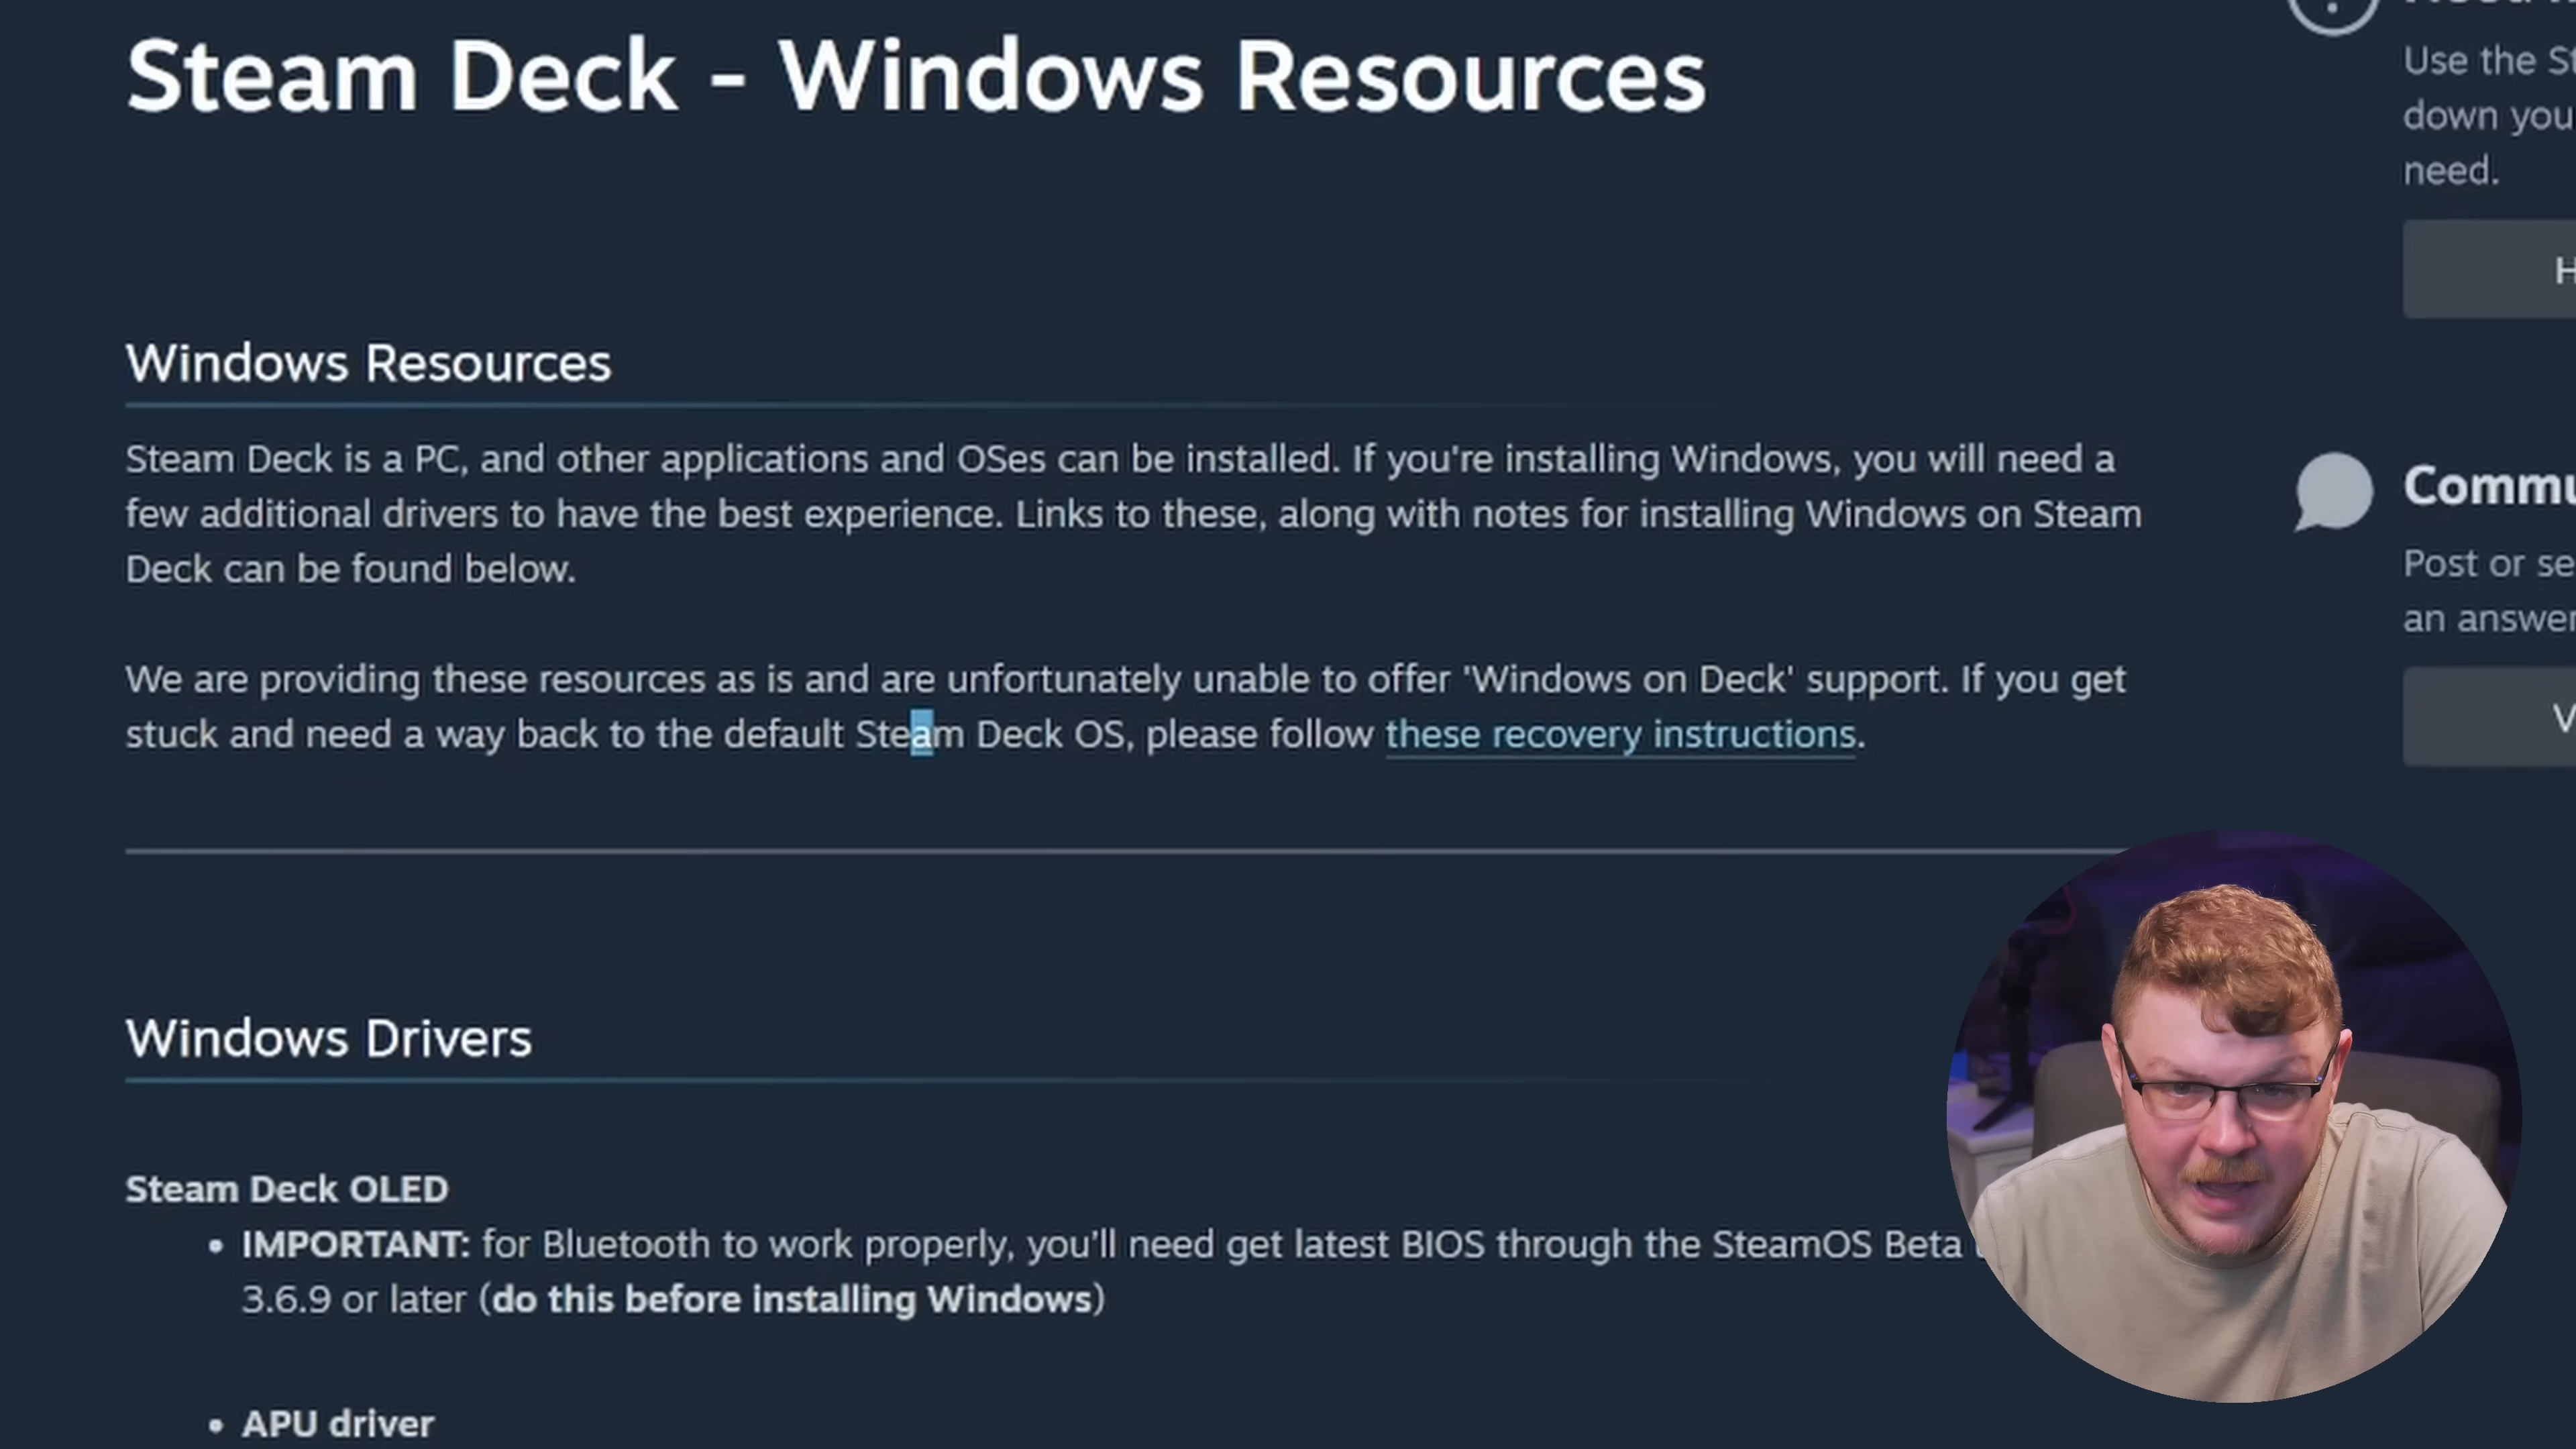 Steam Deck - Windows Resources
Use the
down you
need.
Windows Resources
Steam Deck is a PC, and other applications and OSes can be installed. If you're installing Windows, you will need a
few additional drivers to have the best experience. Links to these, along with notes for installing Windows on Steam
Deck can be found below.
We are providing these resources as is and are unfortunately unable to offer 'Windows on Deck' support. If you get
stuck and need a way back to the default Steam Deck OS, please follow these recovery instructions.
Post or
an
Windows Drivers
Steam Deck OLED
• IMPORTANT: for Bluetooth to work properly, you'll need get latest BIOS through the SteamOS Beta
3.6.9 or later (do this before installing Windows)
• APU driver